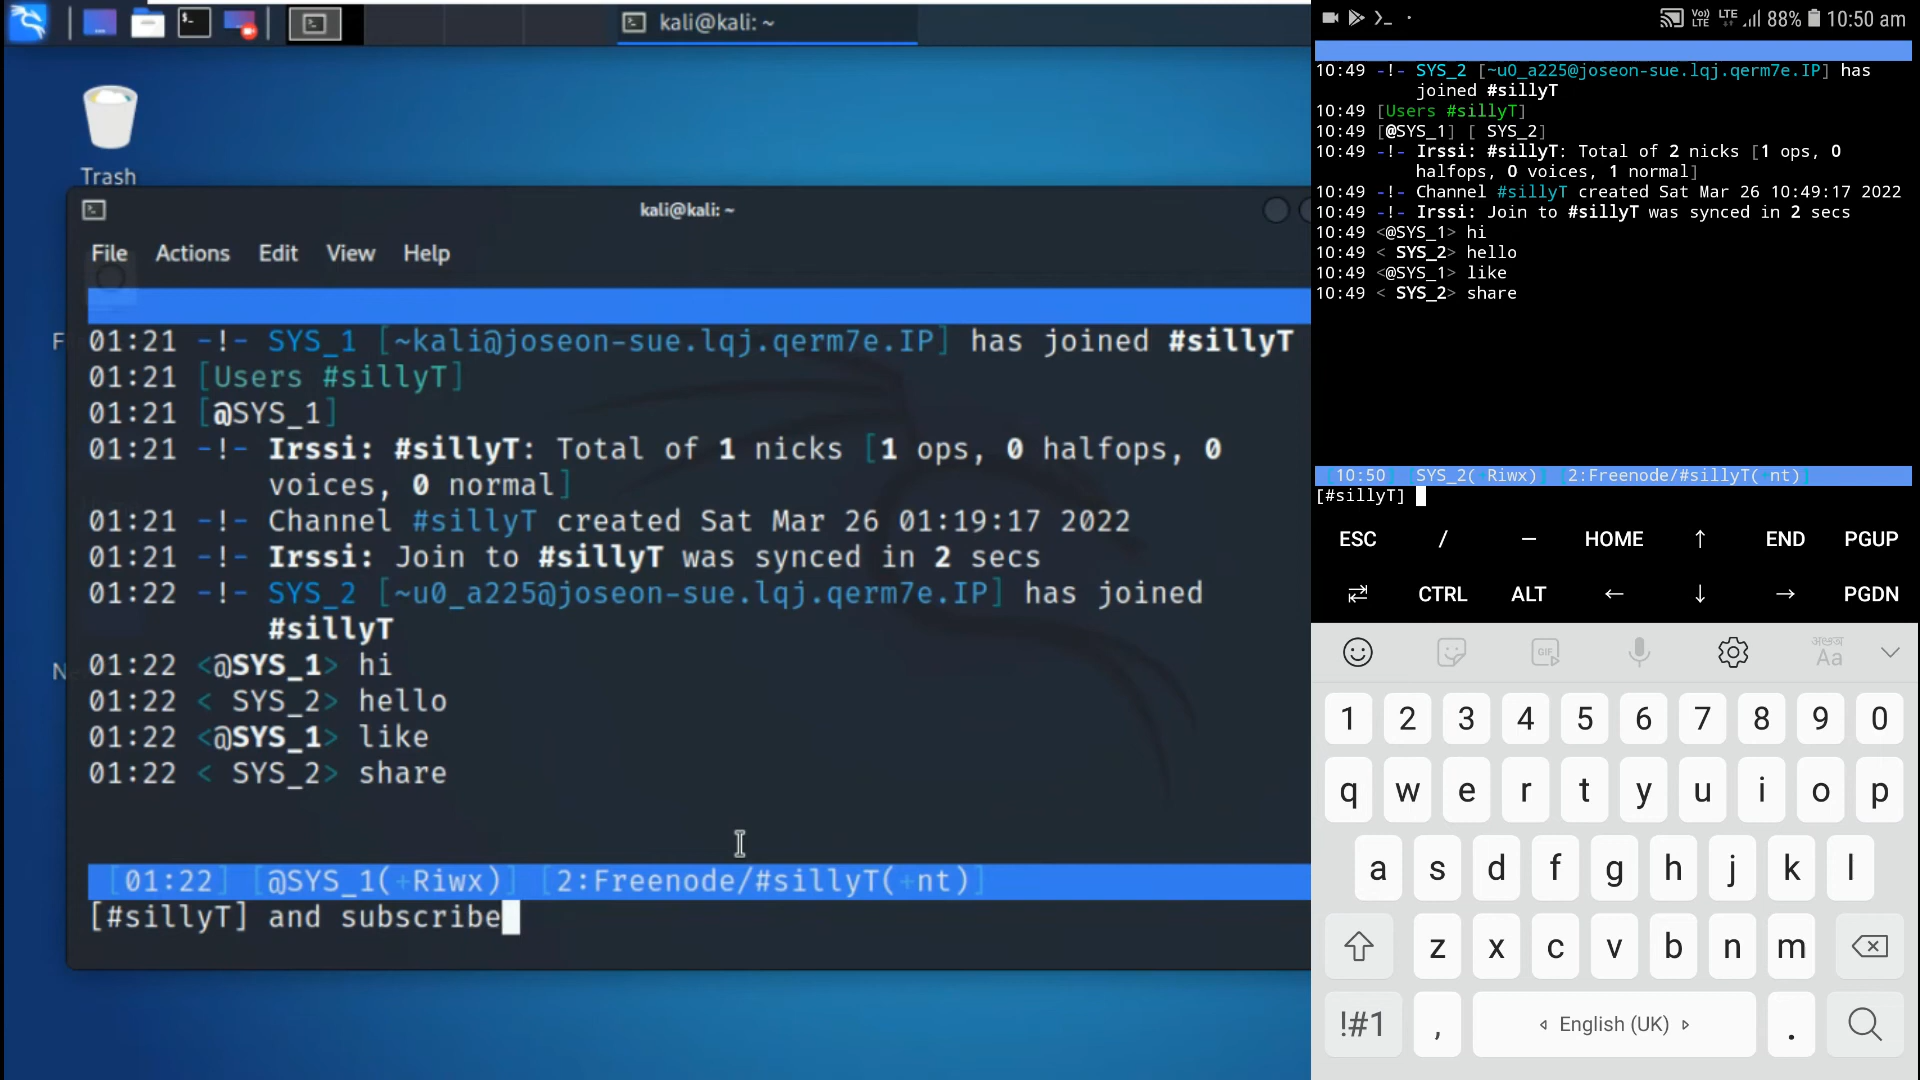 kali@kali: ~
Trash
kali@kali: ~
File Actions Edit View Help
01:21 -!- SYS_1 [~kali@joseon-sue.lqj.qerm7e.IP] has joined #sillyT
01:21 [Users #sillyT]
01:21 [@SYS_1]
01:21 -!- Irssi: #sillyT: Total of 1 nicks [1 ops, 0 halfops, 0
voices, 0 normal]
01:21 -!- Channel #sillyT created Sat Mar 26 01:19:17 2022
01:21 -!- Irssi: Join to #sillyT was synced in 2 secs
01:22 -!- SYS_2 [~u0_a225@joseon-sue.lqj.qerm7e.IP] has joined
#sillyT
01:22 <@SYS_1> hi
01:22 < SYS_2> hello
01:22 <@SYS_1> like
01:22 < SYS_2> share
[01:22] [@SYS_1(+Riwx)] [2:Freenode/#sillyT(+nt)]
[#sillyT] and subscribe
Vo)) LTE LTE 88% 10:50 am
10:49 -!- SYS_2 [~u0_a225@joseon-sue.lqj.qerm7e.IP] has
joined #sillyT
10:49 [Users #sillyT]
10:49 [@SYS_1] [ SYS_2]
10:49 -!- Irssi: #sillyT: Total of 2 nicks [1 ops, 0
halfops, 0 voices, 1 normal]
10:49 -!- Channel #sillyT created Sat Mar 26 10:49:17 2022
10:49 -!- Irssi: Join to #sillyT was synced in 2 secs
10:49 <@SYS_1> hi
10:49 < SYS_2> hello
10:49 <@SYS_1> like
10:49 < SYS_2> share
[10:50] [SYS_2(+Riwx)] [2:Freenode/#sillyT(+nt)]
[#sillyT]
ESC / — HOME ↑ END PGUP
⇄ CTRL ALT ← ↓ → PGDN
GIF Aa
1 2 3 4 5 6 7 8 9 0
q w e r t y u i o p
a s d f g h j k l
z x c v b n m
!#1 , English (UK) .